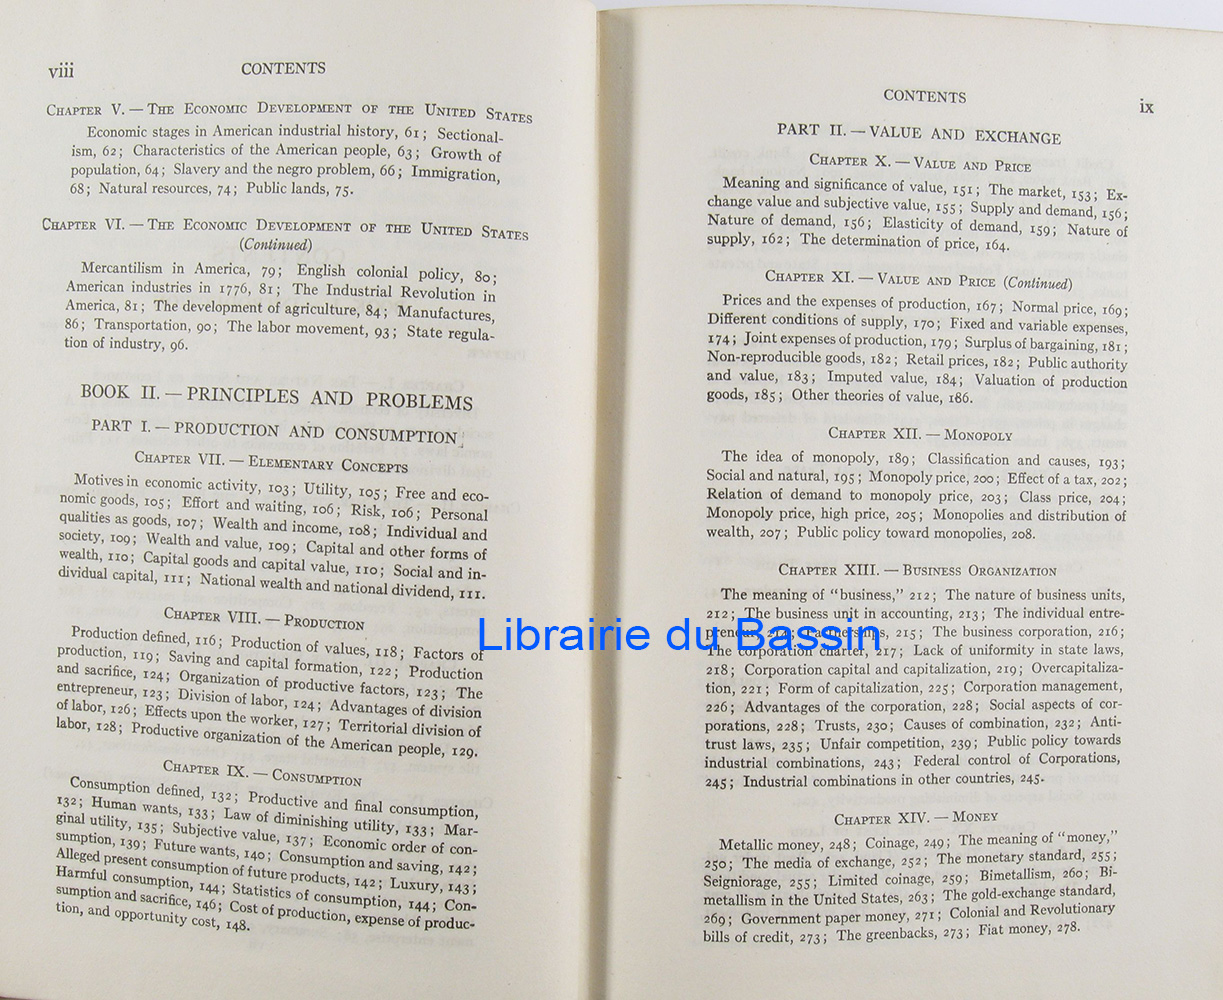 viii
CONTENTS
CHAPTER V. — THE ECONOMIC DEVELOPMENT OF THE UNITED STATES
Economic stages in American industrial history, 61; Sectional-
ism, 62; Characteristics of the American people, 63; Growth of
population, 64; Slavery and the negro problem, 66; Immigration,
68; Natural resources, 74; Public lands, 75.
CHAPTER VI. — THE ECONOMIC DEVELOPMENT OF THE UNITED STATES
(Continued)
Mercantilism in America, 79; English colonial policy, 80;
American industries in 1776, 81; The Industrial Revolution in
America, 81; The development of agriculture, 84; Manufactures,
86; Transportation, 90; The labor movement, 93; State regula-
tion of industry, 96.
BOOK II. — PRINCIPLES AND PROBLEMS
PART I. — PRODUCTION AND CONSUMPTION
CHAPTER VII. — ELEMENTARY CONCEPTS
Motives in economic activity, 103; Utility, 105; Free and eco-
nomic goods, 105; Effort and waiting, 106; Risk, 106; Personal
qualities as goods, 107; Wealth and income, 108; Individual and
society, 109; Wealth and value, 109; Capital and other forms of
wealth, 110; Capital goods and capital value, 110; Social and in-
dividual capital, 111; National wealth and national dividend, 111.
CHAPTER VIII. — PRODUCTION
Production defined, 116; Production of values, 118; Factors of
production, 119; Saving and capital formation, 122; Production
and sacrifice, 124; Organization of productive factors, 123; The
entrepreneur, 123; Division of labor, 124; Advantages of division
of labor, 126; Effects upon the worker, 127; Territorial division of
labor, 128; Productive organization of the American people, 129.
CHAPTER IX. — CONSUMPTION
Consumption defined, 132; Productive and final consumption,
132; Human wants, 133; Law of diminishing utility, 133; Mar-
ginal utility, 135; Subjective value, 137; Economic order of con-
sumption, 139; Future wants, 140; Consumption and saving, 142;
Alleged present consumption of future products, 142; Luxury, 143;
Harmful consumption, 144; Statistics of consumption, 144; Con-
sumption and sacrifice, 146; Cost of production, expense of produc-
tion, and opportunity cost, 148.
CONTENTS
ix
PART II. — VALUE AND EXCHANGE
CHAPTER X. — VALUE AND PRICE
Meaning and significance of value, 151; The market, 153; Ex-
change value and subjective value, 155; Supply and demand, 156;
Nature of demand, 156; Elasticity of demand, 159; Nature of
supply, 162; The determination of price, 164.
CHAPTER XI. — VALUE AND PRICE (Continued)
Prices and the expenses of production, 167; Normal price, 169;
Different conditions of supply, 170; Fixed and variable expenses,
174; Joint expenses of production, 179; Surplus of bargaining, 181;
Non-reproducible goods, 182; Retail prices, 182; Public authority
and value, 183; Imputed value, 184; Valuation of production
goods, 185; Other theories of value, 186.
CHAPTER XII. — MONOPOLY
The idea of monopoly, 189; Classification and causes, 193;
Social and natural, 195; Monopoly price, 200; Effect of a tax, 202;
Relation of demand to monopoly price, 203; Class price, 204;
Monopoly price, high price, 205; Monopolies and distribution of
wealth, 207; Public policy toward monopolies, 208.
CHAPTER XIII. — BUSINESS ORGANIZATION
The meaning of "business," 212; The nature of business units,
212; The business unit in accounting, 213; The individual entre-
preneur, 214; Partnerships, 215; The business corporation, 216;
The corporation charter, 217; Lack of uniformity in state laws,
218; Corporation capital and capitalization, 219; Overcapitaliza-
tion, 221; Form of capitalization, 225; Corporation management,
226; Advantages of the corporation, 228; Social aspects of cor-
porations, 228; Trusts, 230; Causes of combination, 232; Anti-
trust laws, 235; Unfair competition, 239; Public policy towards
industrial combinations, 243; Federal control of Corporations,
245; Industrial combinations in other countries, 245.
CHAPTER XIV. — MONEY
Metallic money, 248; Coinage, 249; The meaning of "money,"
250; The media of exchange, 252; The monetary standard, 255;
Seigniorage, 255; Limited coinage, 259; Bimetallism, 260; Bi-
metallism in the United States, 263; The gold-exchange standard,
269; Government paper money, 271; Colonial and Revolutionary
bills of credit, 273; The greenbacks, 273; Fiat money, 278.
Librairie du Bassin